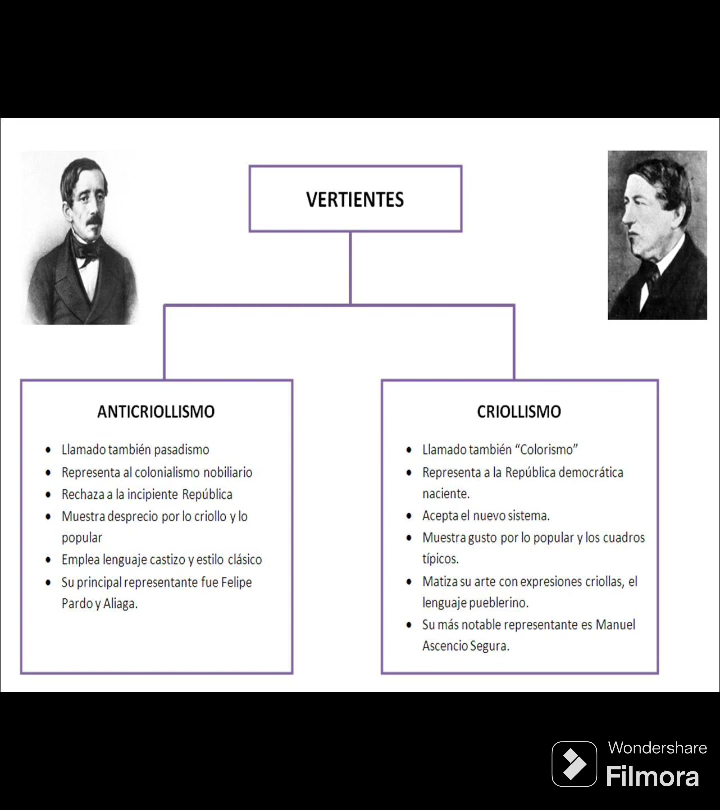 VERTIENTES
ANTICRIOLLISMO
• Llamado también pasadismo
• Representa al colonialismo nobiliario
• Rechaza a la incipiente República
• Muestra desprecio por lo criollo y lo
popular
• Emplea lenguaje castizo y estilo clásico
• Su principal representante fue Felipe
Pardo y Aliaga.
CRIOLLISMO
• Llamado también “Colorismo”
• Representa a la República democrática
naciente.
• Acepta el nuevo sistema.
• Muestra gusto por lo popular y los cuadros
típicos.
• Matiza su arte con expresiones criollas, el
lenguaje pueblerino.
• Su más notable representante es Manuel
Ascencio Segura.
Wondershare
Filmora